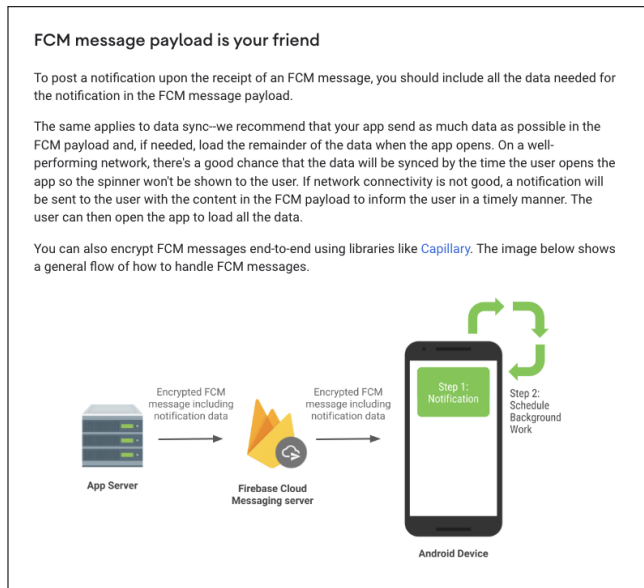 FCM message payload is your friend
To post a notification upon the receipt of an FCM message, you should include all the data needed for
the notification in the FCM message payload.
The same applies to data sync--we recommend that your app send as much data as possible in the
FCM payload and, if needed, load the remainder of the data when the app opens. On a well-
performing network, there's a good chance that the data will be synced by the time the user opens the
app so the spinner won't be shown to the user. If network connectivity is not good, a notification will
be sent to the user with the content in the FCM payload to inform the user in a timely manner. The
user can then open the app to load all the data.
You can also encrypt FCM messages end-to-end using libraries like Capillary. The image below shows
a general flow of how to handle FCM messages.
Encrypted FCM
message including
notification data
Encrypted FCM
message including
notification data
Step 1:
Notification
Step 2:
Schedule
Background
Work
App Server
Firebase Cloud
Messaging server
Android Device